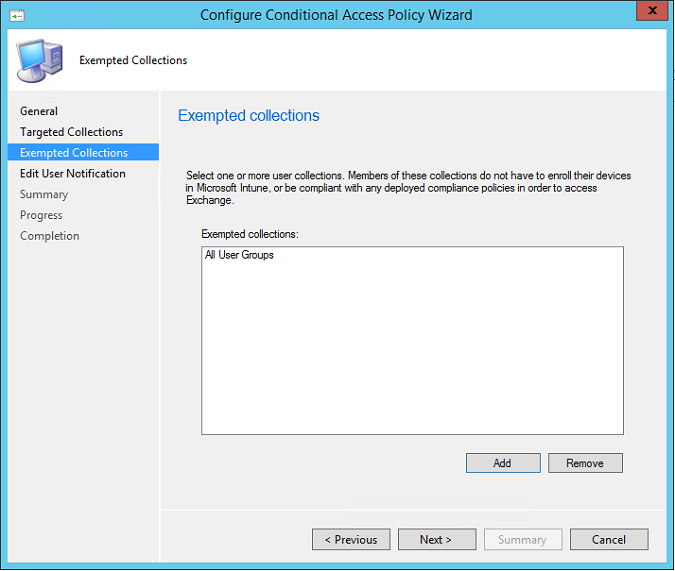 Configure Conditional Access Policy Wizard
x
Exempted Collections
General
Targeted Collections
Exempted Collections
Edit User Notification
Summary
Progress
Completion
Exempted collections
Select one or more user collections. Members of these collections do not have to enroll their devices
in Microsoft Intune, or be compliant with any deployed compliance policies in order to access
Exchange.
Exempted collections:
All User Groups
Add
Remove
< Previous
Next >
Summary
Cancel